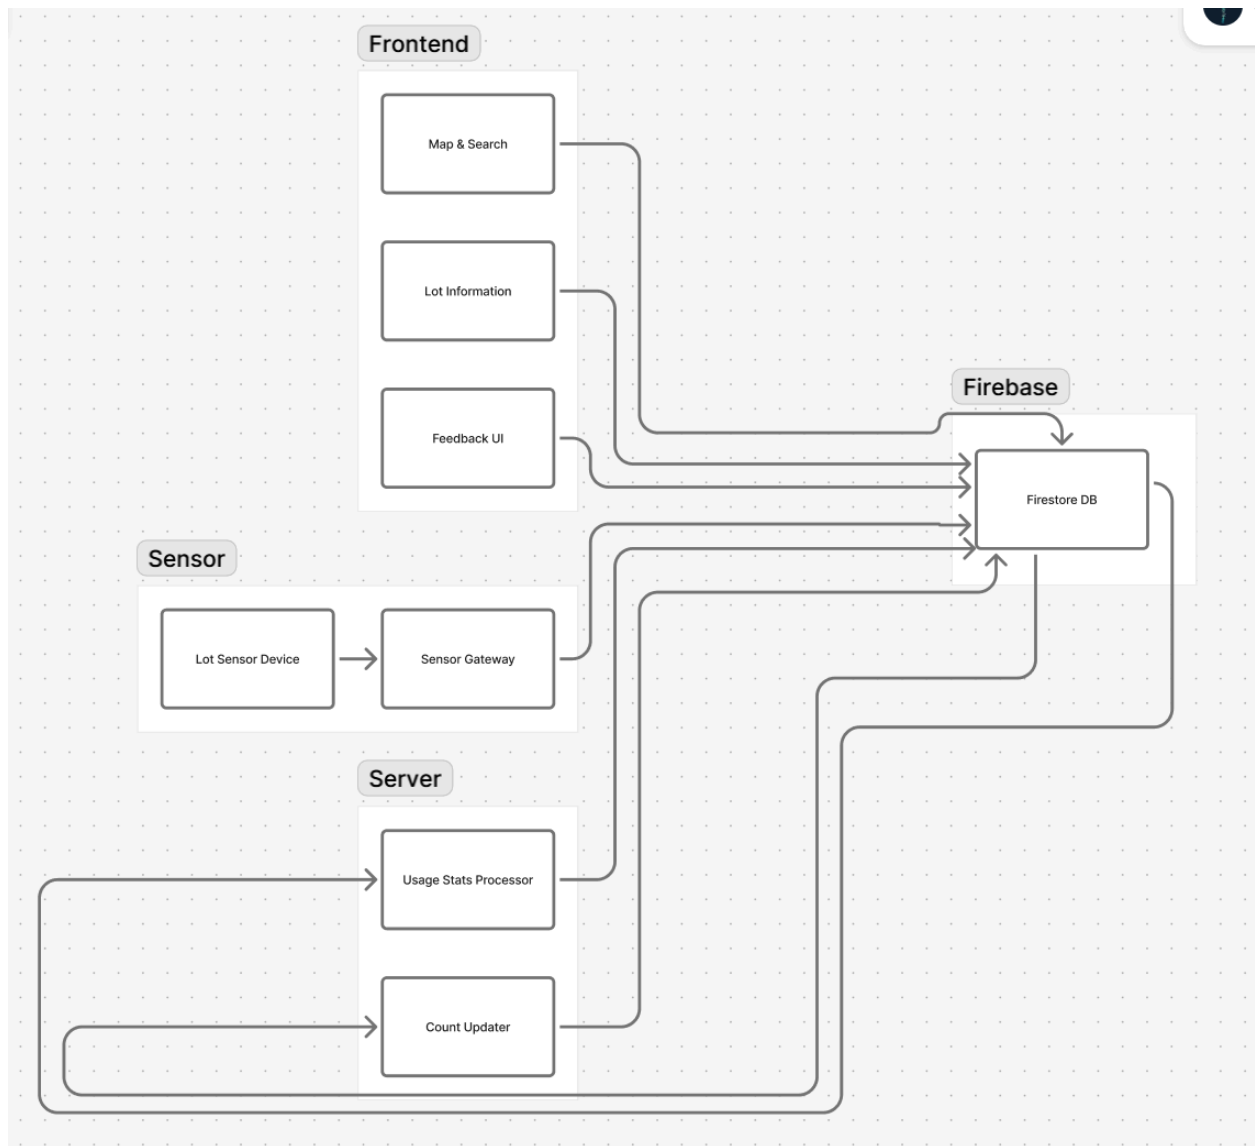 Frontend
Map & Search
Lot Information
Feedback UI
Firebase
Firestore DB
Sensor
Lot Sensor Device
Sensor Gateway
Server
Usage Stats Processor
Count Updater